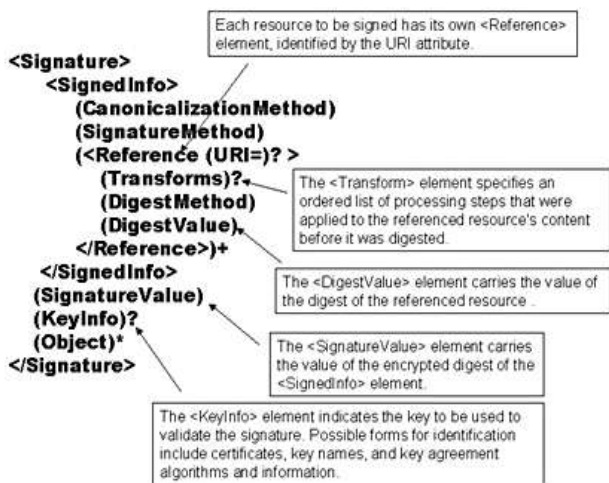 Each resource to be signed has its own <Reference>
element, identified by the URI attribute.
<Signature>
<SignedInfo>
(CanonicalizationMethod)
(SignatureMethod)
(<Reference (URI=)? >
(Transforms)?
(DigestMethod)
(DigestValue)
</Reference>)+
</SignedInfo>
(SignatureValue)
(KeyInfo)?
(Object)*
</Signature>
The <Transform> element specifies an
ordered list of processing steps that were
applied to the referenced resource's content
before it was digested.
The <DigestValue> element carries the value
of the digest of the referenced resource .
The <SignatureValue> element carries
the value of the encrypted digest of the
<SignedInfo> element.
The <KeyInfo> element indicates the key to be used to
validate the signature. Possible forms for identification
include certificates, key names, and key agreement
algorithms and information.